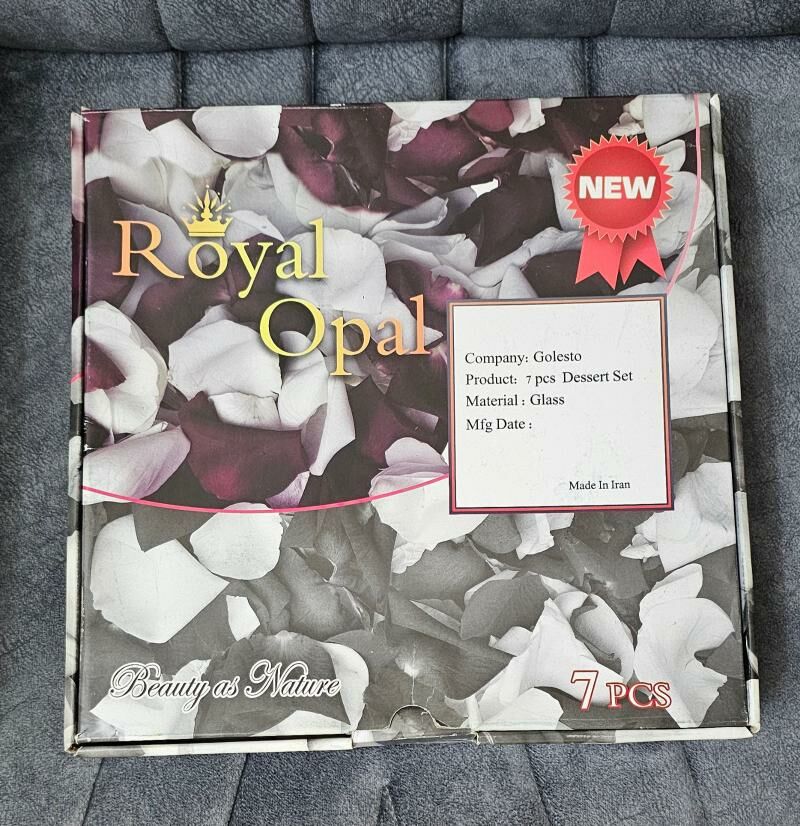 NEW
Royal
Opal
Company: Golesto
Product: 7 pcs Dessert Set
Material : Glass
Mfg Date :
Made In Iran
Beauty as Nature
7 PCS